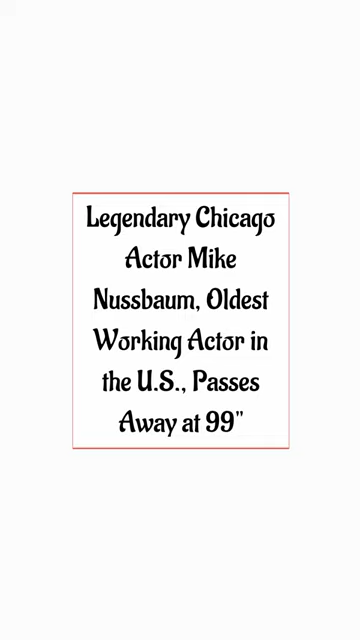 Legendary Chicago
Actor Mike
Nussbaum, Oldest
Working Actor in
the U.S., Passes
Away at 99"